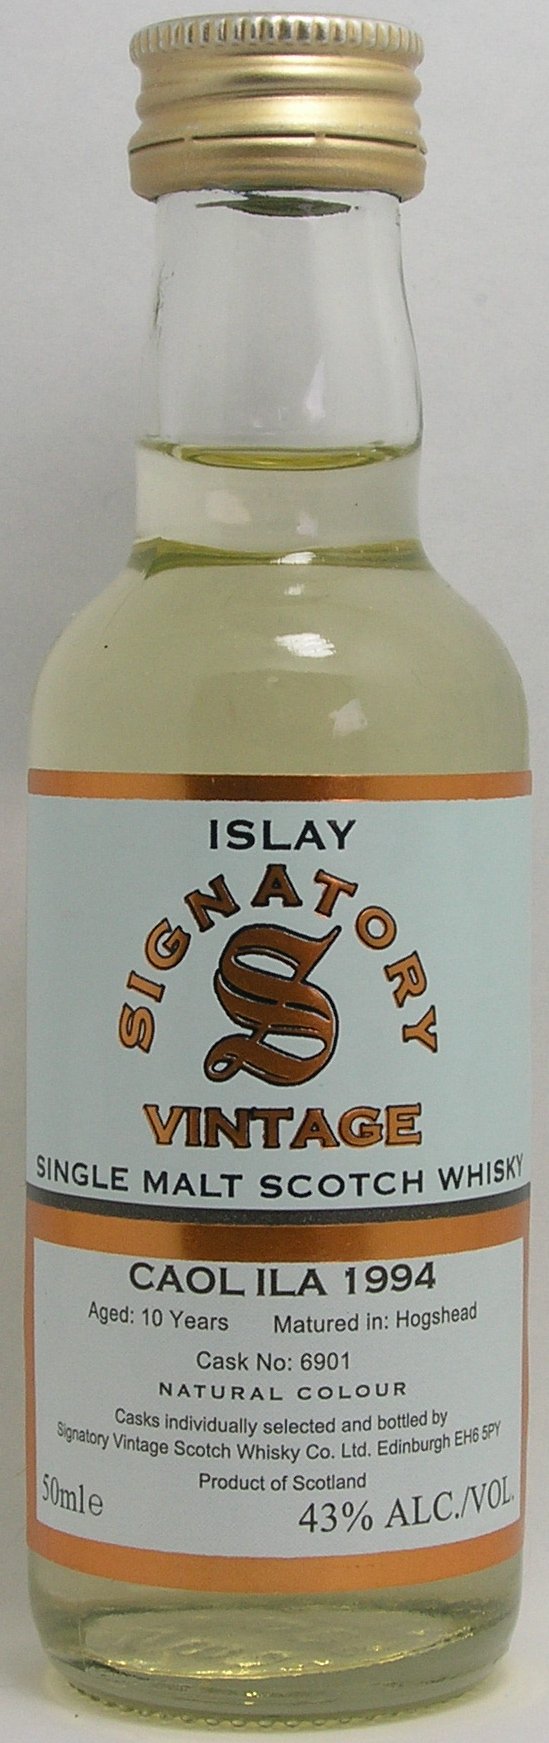 ISLAY
SIGNATORY
S
VINTAGE
SINGLE MALT SCOTCH WHISKY
CAOL ILA 1994
Aged: 10 Years Matured in: Hogshead
Cask No: 6901
NATURAL COLOUR
Casks individually selected and bottled by
Signatory Vintage Scotch Whisky Co. Ltd. Edinburgh EH6 5PY
Product of Scotland
50ml℮ 43% ALC./VOL.